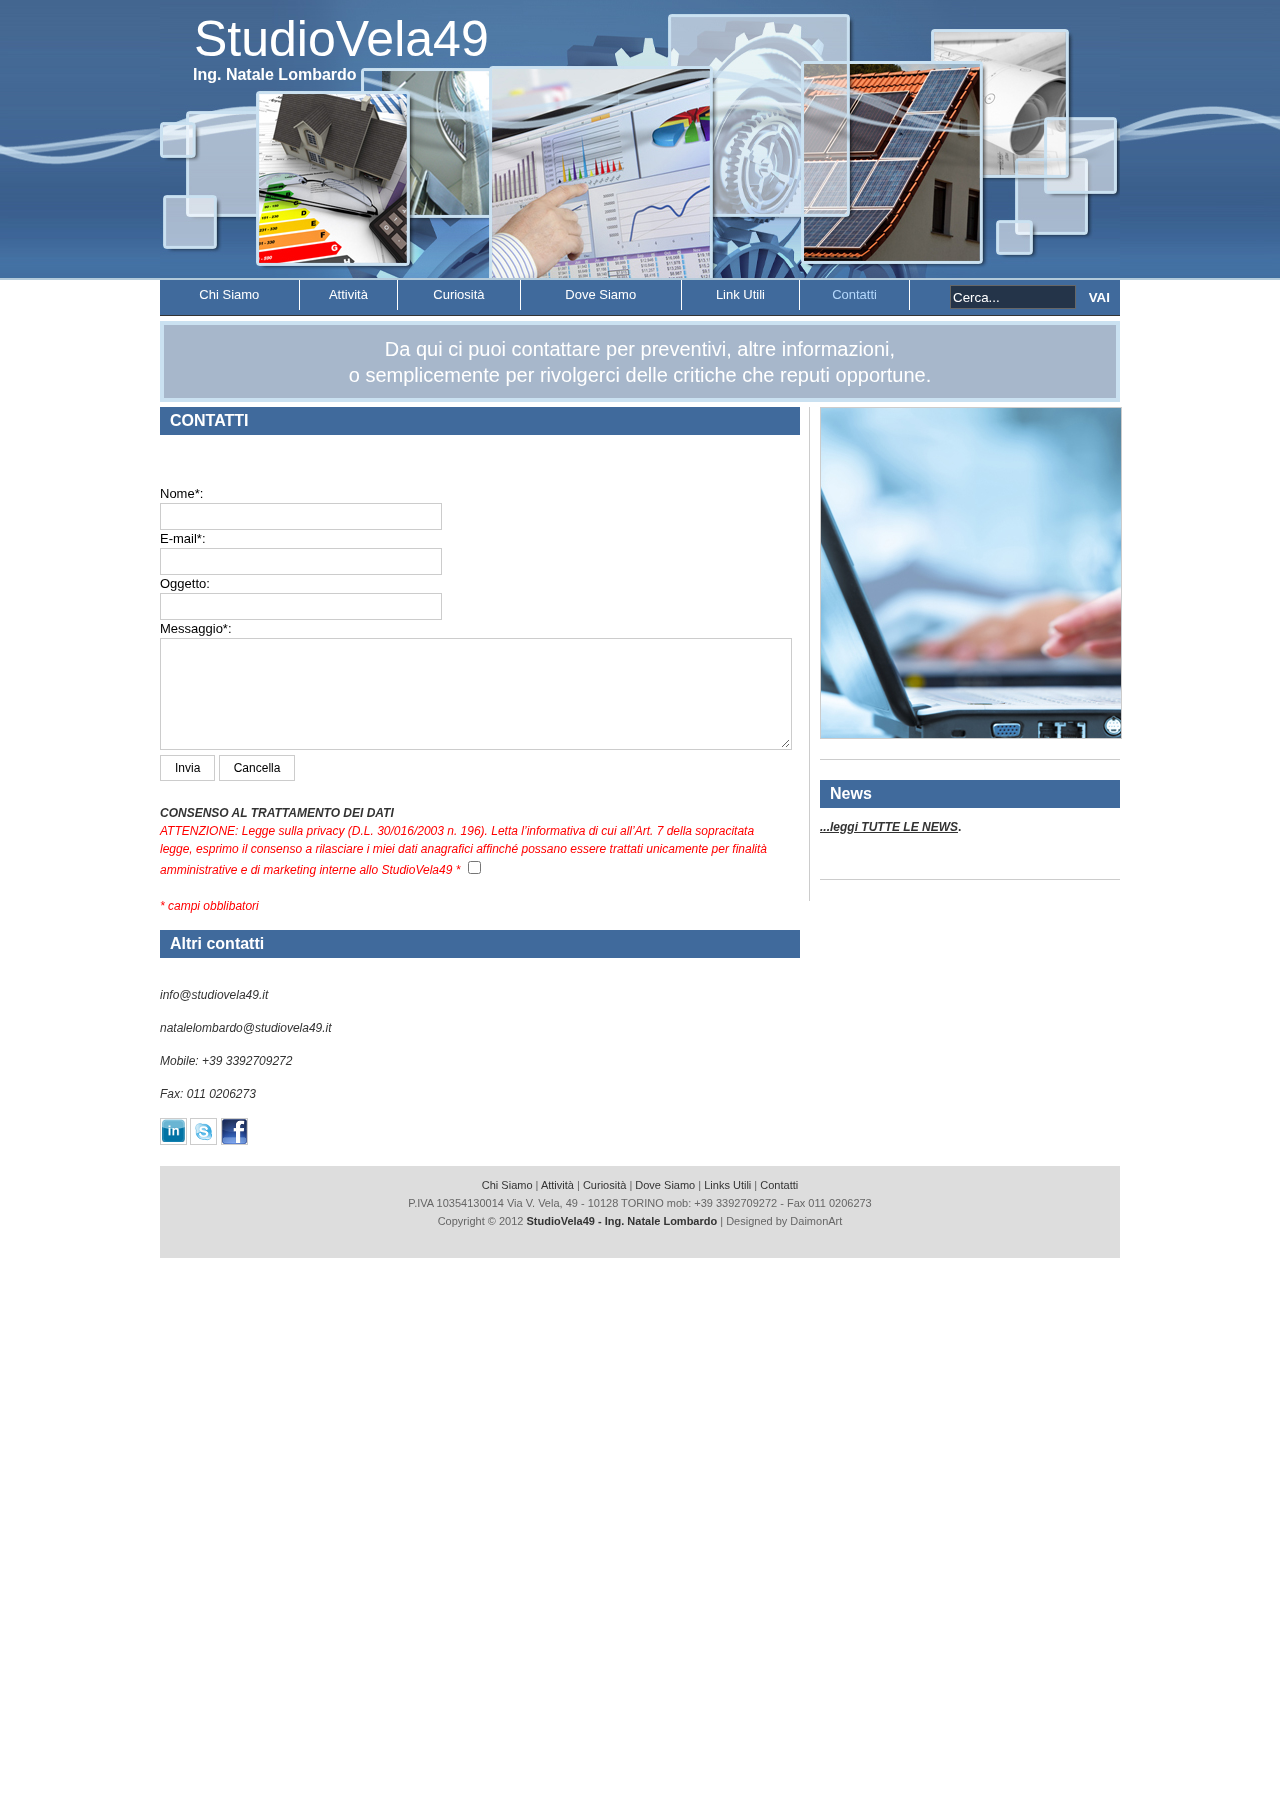 StudioVela49
Ing. Natale Lombardo
Chi Siamo
Attività
Curiosità
Dove Siamo
Link Utili
Contatti
Cerca...
VAI
Da qui ci puoi contattare per preventivi, altre informazioni,
o semplicemente per rivolgerci delle critiche che reputi opportune.
CONTATTI
Nome*:
E-mail*:
Oggetto:
Messaggio*:
Invia
Cancella
CONSENSO AL TRATTAMENTO DEI DATI
ATTENZIONE: Legge sulla privacy (D.L. 30/016/2003 n. 196). Letta l’informativa di cui all’Art. 7 della sopracitata
legge, esprimo il consenso a rilasciare i miei dati anagrafici affinché possano essere trattati unicamente per finalità
amministrative e di marketing interne allo StudioVela49 *
* campi obblibatori
News
...leggi TUTTE LE NEWS.
Altri contatti
info@studiovela49.it
natalelombardo@studiovela49.it
Mobile: +39 3392709272
Fax: 011 0206273
Chi Siamo | Attività | Curiosità | Dove Siamo | Links Utili | Contatti
P.IVA 10354130014 Via V. Vela, 49 - 10128 TORINO mob: +39 3392709272 - Fax 011 0206273
Copyright © 2012 StudioVela49 - Ing. Natale Lombardo | Designed by DaimonArt